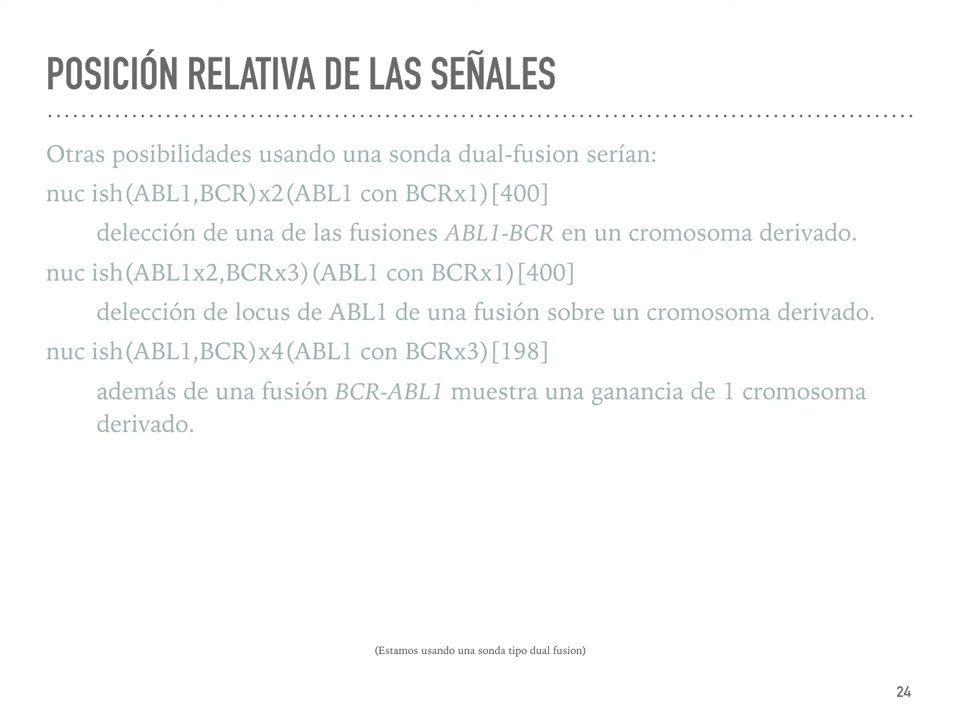 POSICIÓN RELATIVA DE LAS SEÑALES
Otras posibilidades usando una sonda dual-fusion serían:
nuc ish(ABL1,BCR)x2(ABL1 con BCRx1)[400]
delección de una de las fusiones ABL1-BCR en un cromosoma derivado.
nuc ish(ABL1x2,BCRx3)(ABL1 con BCRx1)[400]
delección de locus de ABL1 de una fusión sobre un cromosoma derivado.
nuc ish(ABL1,BCR)x4(ABL1 con BCRx3)[198]
además de una fusión BCR-ABL1 muestra una ganancia de 1 cromosoma
derivado.
(Estamos usando una sonda tipo dual fusion)
24